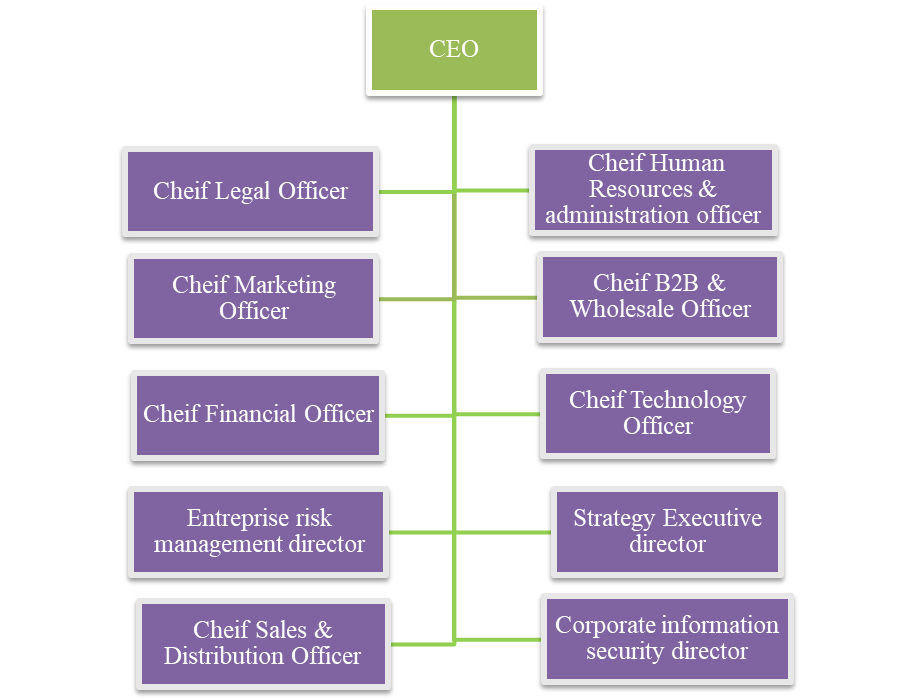 CEO
Cheif Legal Officer
Cheif Human
Resources &
administration officer
Cheif Marketing
Officer
Cheif B2B &
Wholesale Officer
Cheif Financial Officer
Cheif Technology
Officer
Entreprise risk
management director
Strategy Executive
director
Cheif Sales &
Distribution Officer
Corporate information
security director